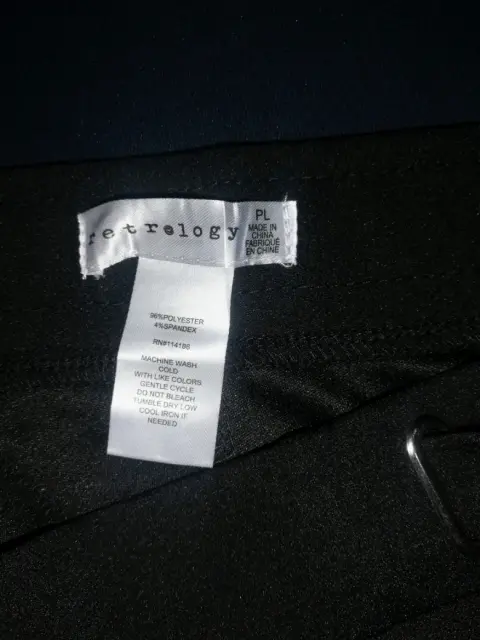 retrology
PL
MADE IN
CHINA
FABRIQUÉ
EN CHINE
96%POLYESTER
4%SPANDEX
RN#114186
MACHINE WASH
COLD
WITH LIKE COLORS
GENTLE CYCLE
DO NOT BLEACH
TUMBLE DRY LOW
COOL IRON IF
NEEDED